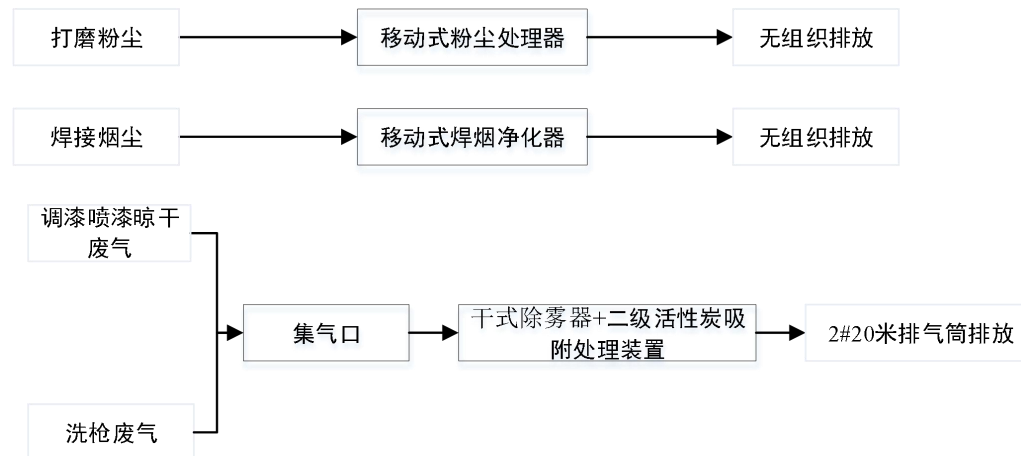 打磨粉尘
移动式粉尘处理器
无组织排放
焊接烟尘
移动式焊烟净化器
无组织排放
调漆喷漆晾干
废气
集气口
干式除雾器+二级活性炭吸
附处理装置
2#20米排气筒排放
洗枪废气